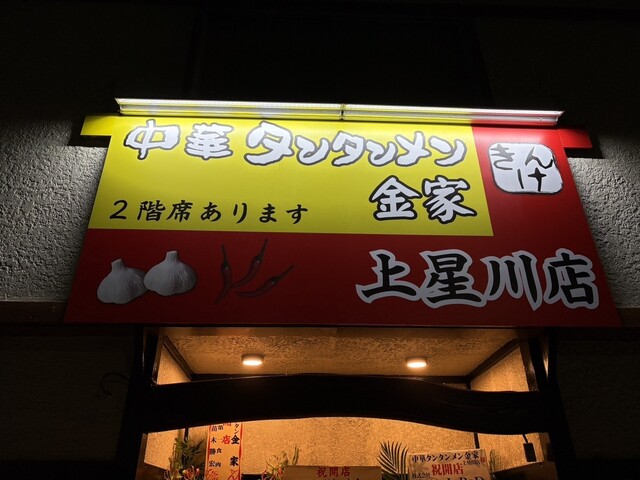 中華 タンタンメン
きんけ
金家
2階席あります
上星川店
祝開店
中華タンタンメン金家
祝開店